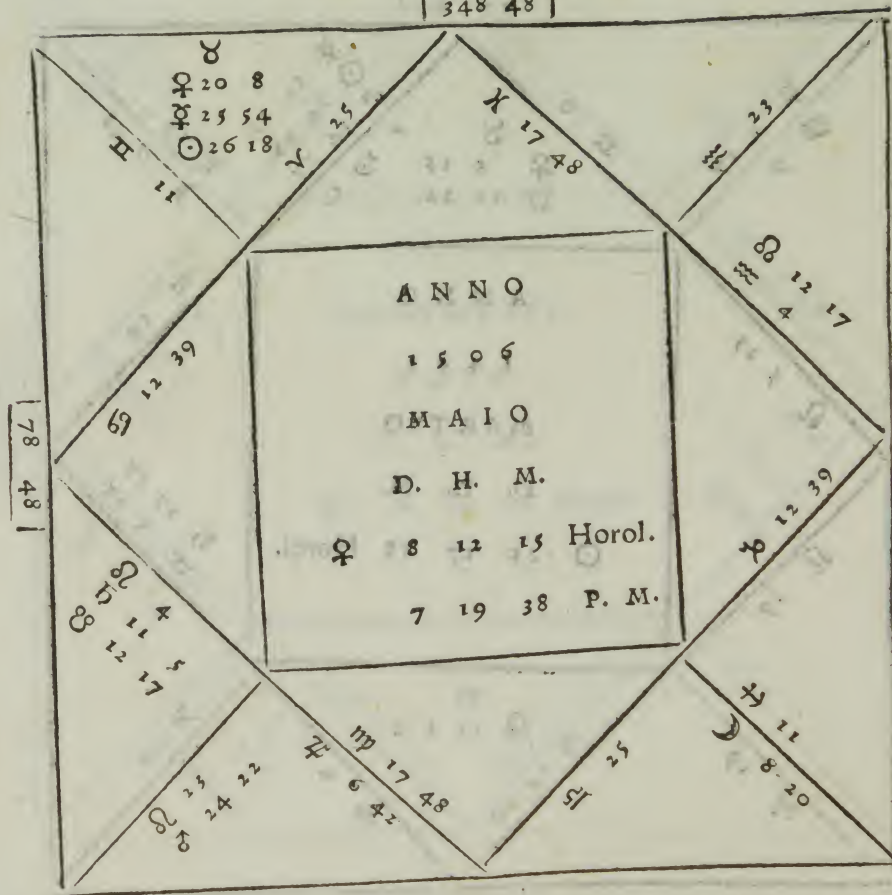 348 48
♉
♀ 20 8
☿ 25 54
☉ 26 18
♊ 11
♈ 25
♓ 17 48
♒ 23
☊ 12 17
♒ 4
♋ 12 39
78 48
ANNO
1506
MAIO
D. H. M.
♀ 8 12 15 Horol.
7 19 38 P. M.
♑ 12 39
♌ 4
♄ 11 5
☋ 12 17
♌ 23
♂ 24 22
♍ 17 48
♃ 6 42
♎ 25
♐ 11
☾ 8 20